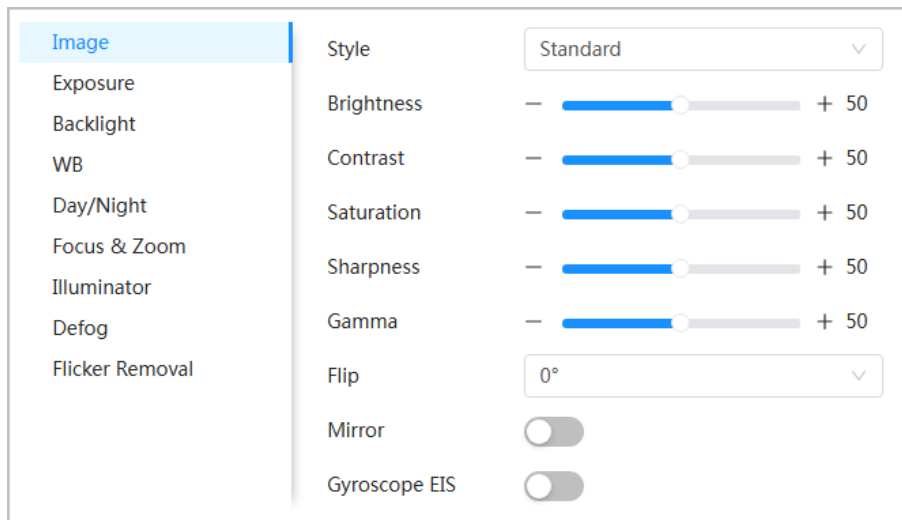 Image
Exposure
Backlight
WB
Day/Night
Focus & Zoom
Illuminator
Defog
Flicker Removal
Style Standard
Brightness − + 50
Contrast − + 50
Saturation − + 50
Sharpness − + 50
Gamma − + 50
Flip 0°
Mirror
Gyroscope EIS